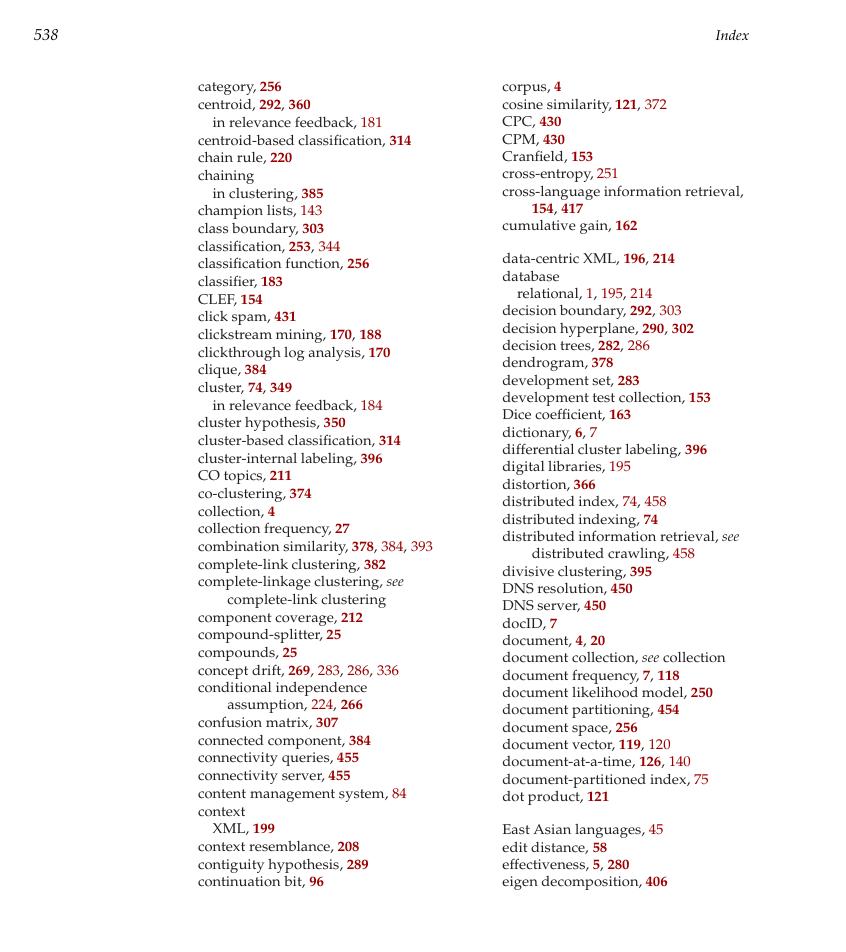 538
Index
category, 256
centroid, 292, 360
in relevance feedback, 181
centroid-based classification, 314
chain rule, 220
chaining
in clustering, 385
champion lists, 143
class boundary, 303
classification, 253, 344
classification function, 256
classifier, 183
CLEF, 154
click spam, 431
clickstream mining, 170, 188
clickthrough log analysis, 170
clique, 384
cluster, 74, 349
in relevance feedback, 184
cluster hypothesis, 350
cluster-based classification, 314
cluster-internal labeling, 396
CO topics, 211
co-clustering, 374
collection, 4
collection frequency, 27
combination similarity, 378, 384, 393
complete-link clustering, 382
complete-linkage clustering, see
complete-link clustering
component coverage, 212
compound-splitter, 25
compounds, 25
concept drift, 269, 283, 286, 336
conditional independence
assumption, 224, 266
confusion matrix, 307
connected component, 384
connectivity queries, 455
connectivity server, 455
content management system, 84
context
XML, 199
context resemblance, 208
contiguity hypothesis, 289
continuation bit, 96
corpus, 4
cosine similarity, 121, 372
CPC, 430
CPM, 430
Cranfield, 153
cross-entropy, 251
cross-language information retrieval,
154, 417
cumulative gain, 162
data-centric XML, 196, 214
database
relational, 1, 195, 214
decision boundary, 292, 303
decision hyperplane, 290, 302
decision trees, 282, 286
dendrogram, 378
development set, 283
development test collection, 153
Dice coefficient, 163
dictionary, 6, 7
differential cluster labeling, 396
digital libraries, 195
distortion, 366
distributed index, 74, 458
distributed indexing, 74
distributed information retrieval, see
distributed crawling, 458
divisive clustering, 395
DNS resolution, 450
DNS server, 450
docID, 7
document, 4, 20
document collection, see collection
document frequency, 7, 118
document likelihood model, 250
document partitioning, 454
document space, 256
document vector, 119, 120
document-at-a-time, 126, 140
document-partitioned index, 75
dot product, 121
East Asian languages, 45
edit distance, 58
effectiveness, 5, 280
eigen decomposition, 406